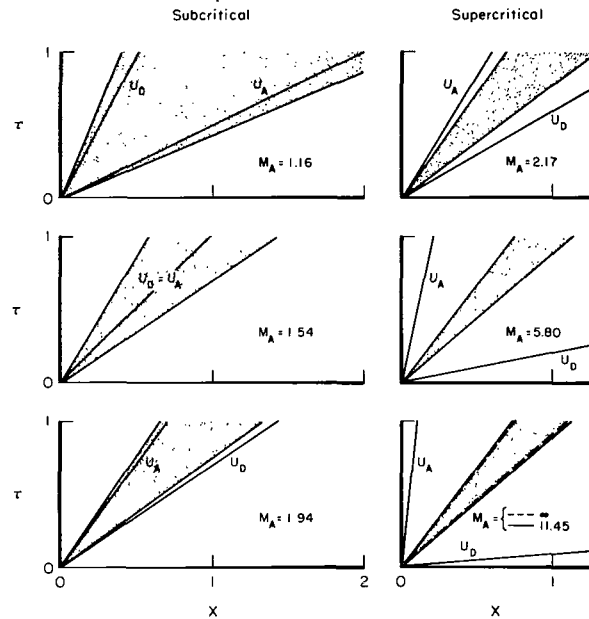 Subcritical
Supercritical
1
τ
0
U_D
U_A
M_A = 1.16
U_A
U_D
M_A = 2.17
1
τ
0
U_D = U_A
M_A = 1.54
U_A
M_A = 5.80
U_D
1
τ
0
U_A
U_D
M_A = 1.94
0
1
2
X
U_A
M_A = { --- ∞
— 11.45
U_D
0
1
X